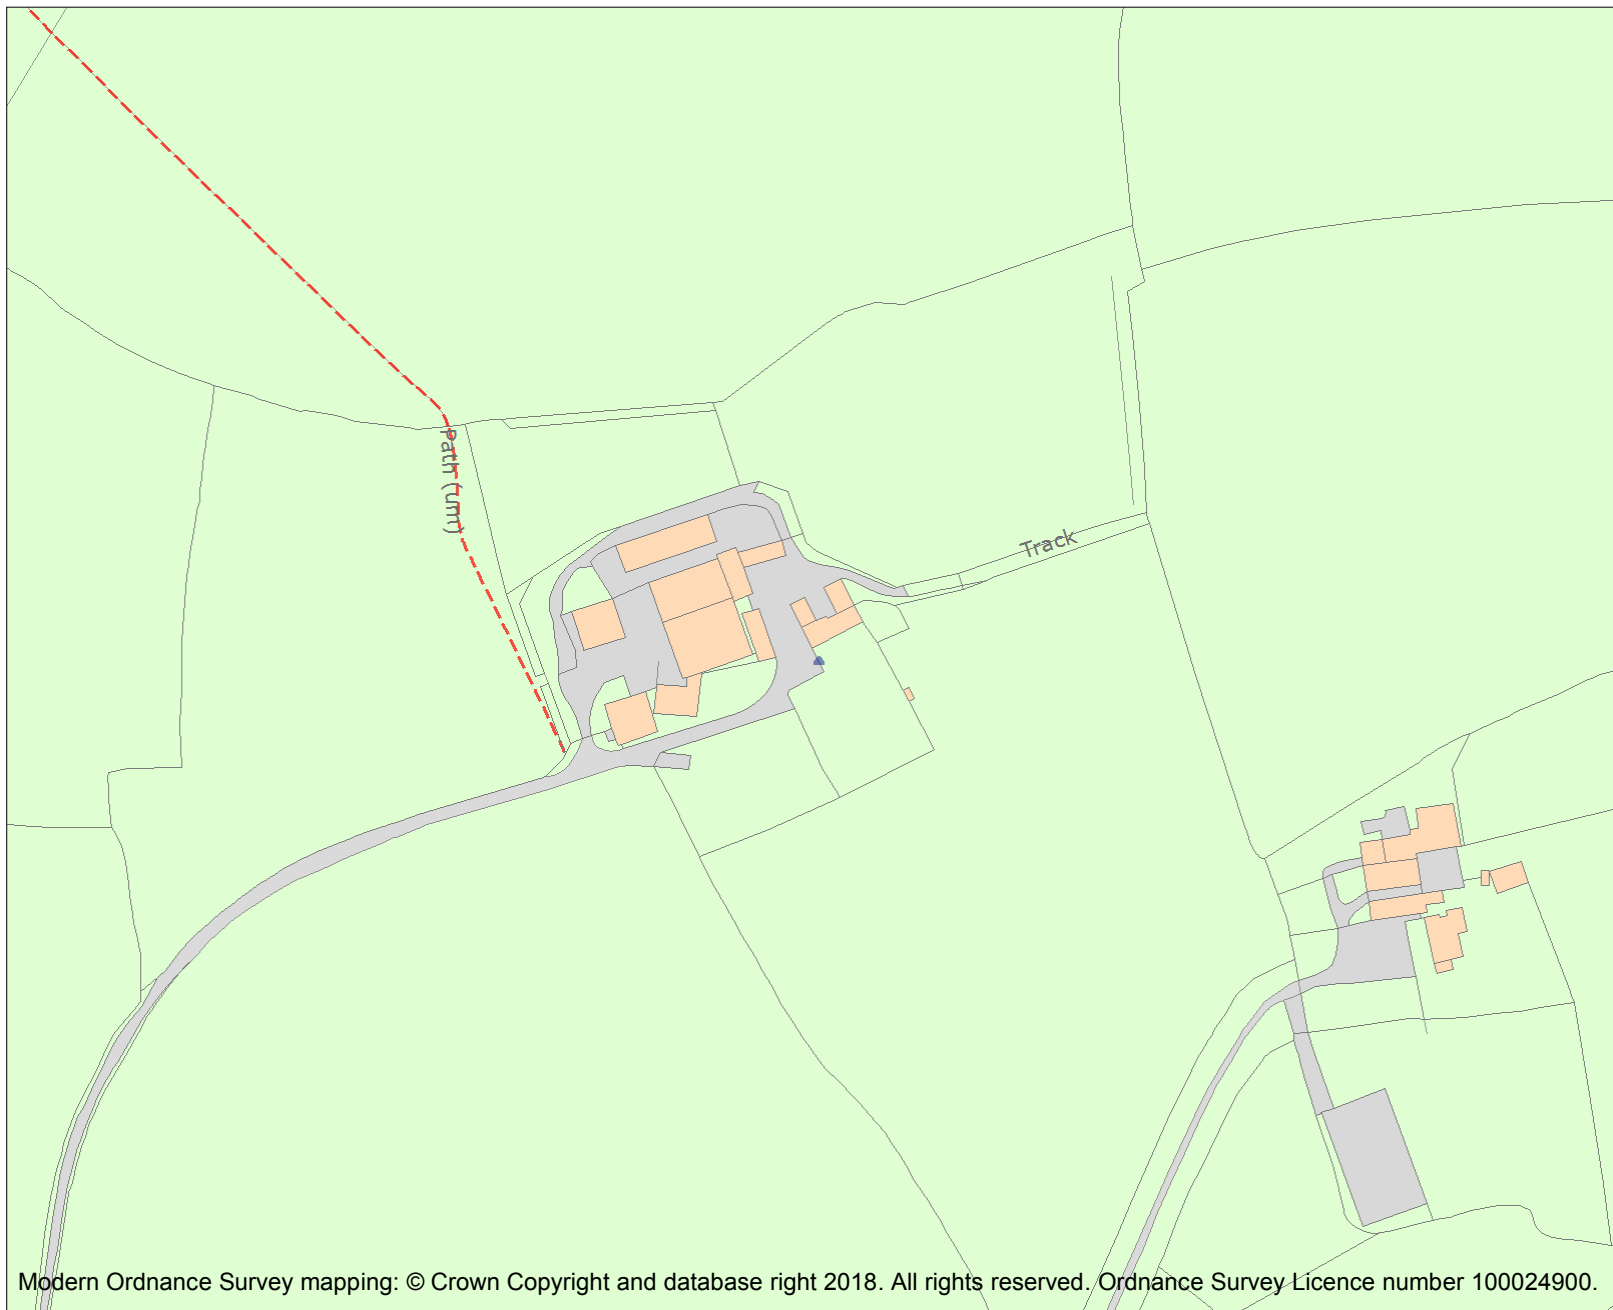 Path (um)
Track
Modern Ordnance Survey mapping: © Crown Copyright and database right 2018. All rights reserved. Ordnance Survey Licence number 100024900.